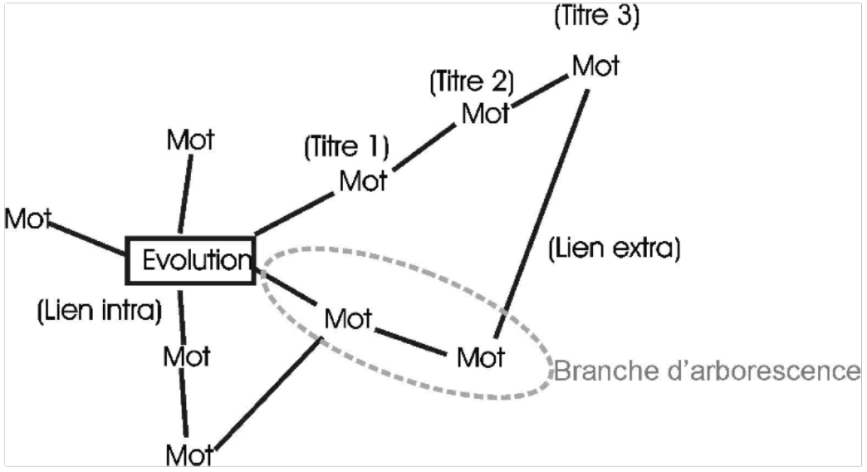 (Titre 3)
Mot
(Titre 2)
Mot
(Titre 1)
Mot
Mot
Mot
Evolution
(Lien extra)
(Lien intra)
Mot
Mot
Mot
Branche d'arborescence
Mot